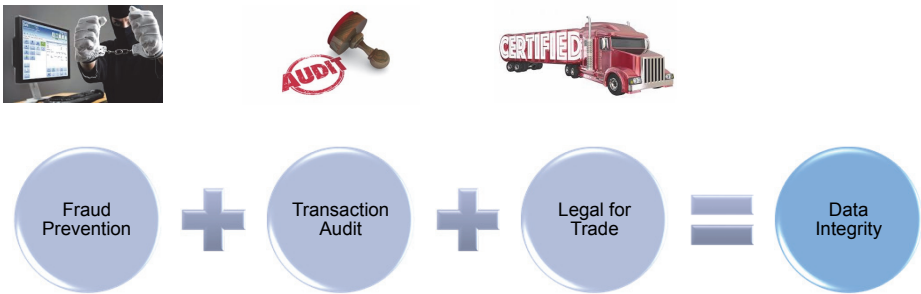 AUDIT
CERTIFIED
Fraud
Prevention
Transaction
Audit
Legal for
Trade
Data
Integrity